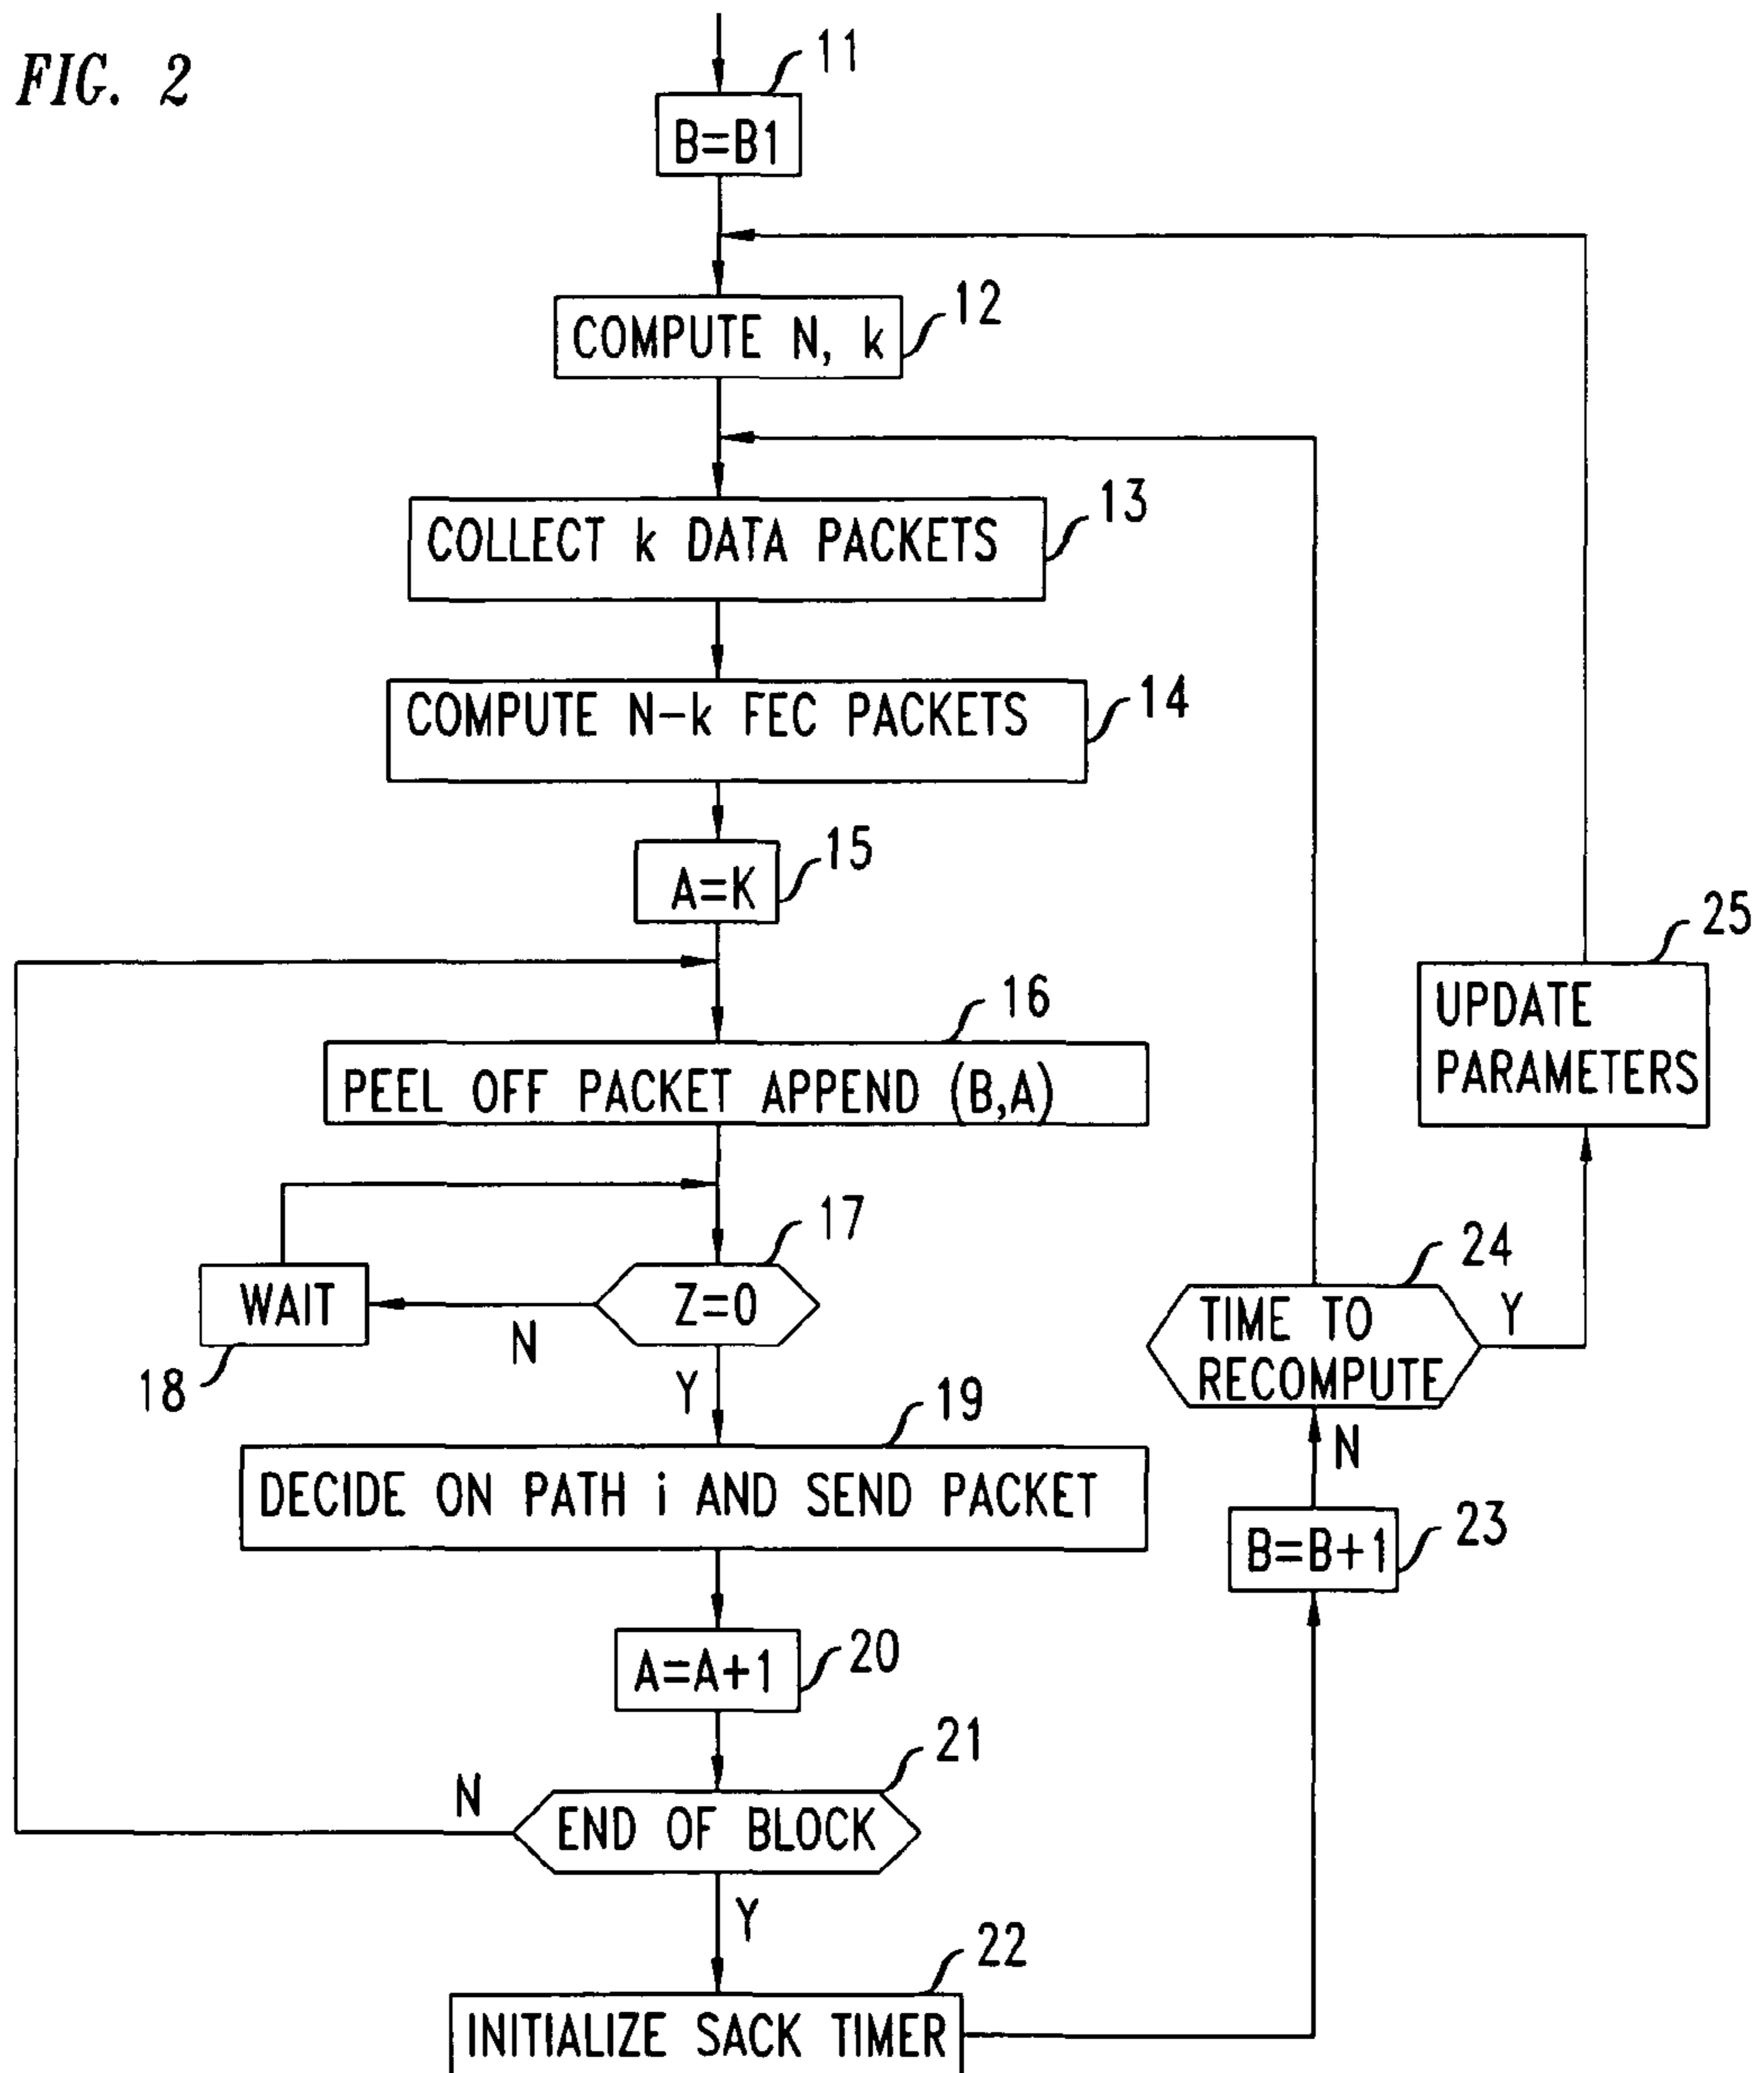 FIG. 2
11
B=B1
12
COMPUTE N, k
13
COLLECT k DATA PACKETS
14
COMPUTE N-k FEC PACKETS
15
A=K
25
UPDATE
PARAMETERS
16
PEEL OFF PACKET APPEND (B,A)
17
WAIT
Z=0
N
18
Y
24
TIME TO
RECOMPUTE
Y
N
19
DECIDE ON PATH i AND SEND PACKET
23
B=B+1
20
A=A+1
21
N
END OF BLOCK
Y
22
INITIALIZE SACK TIMER